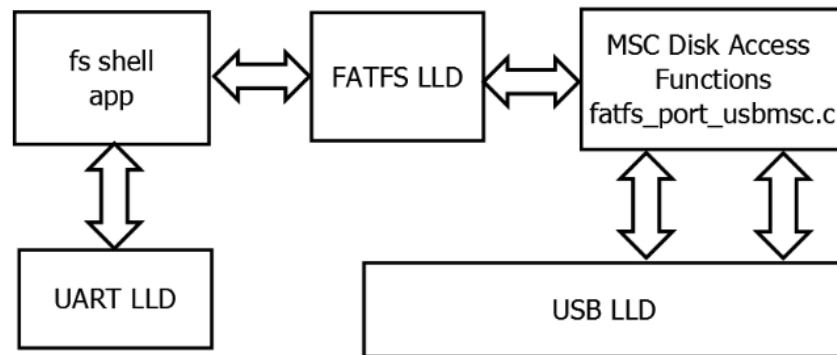 fs shell
app
FATFS LLD
MSC Disk Access
Functions
fatfs_port_usbmsc.c
UART LLD
USB LLD